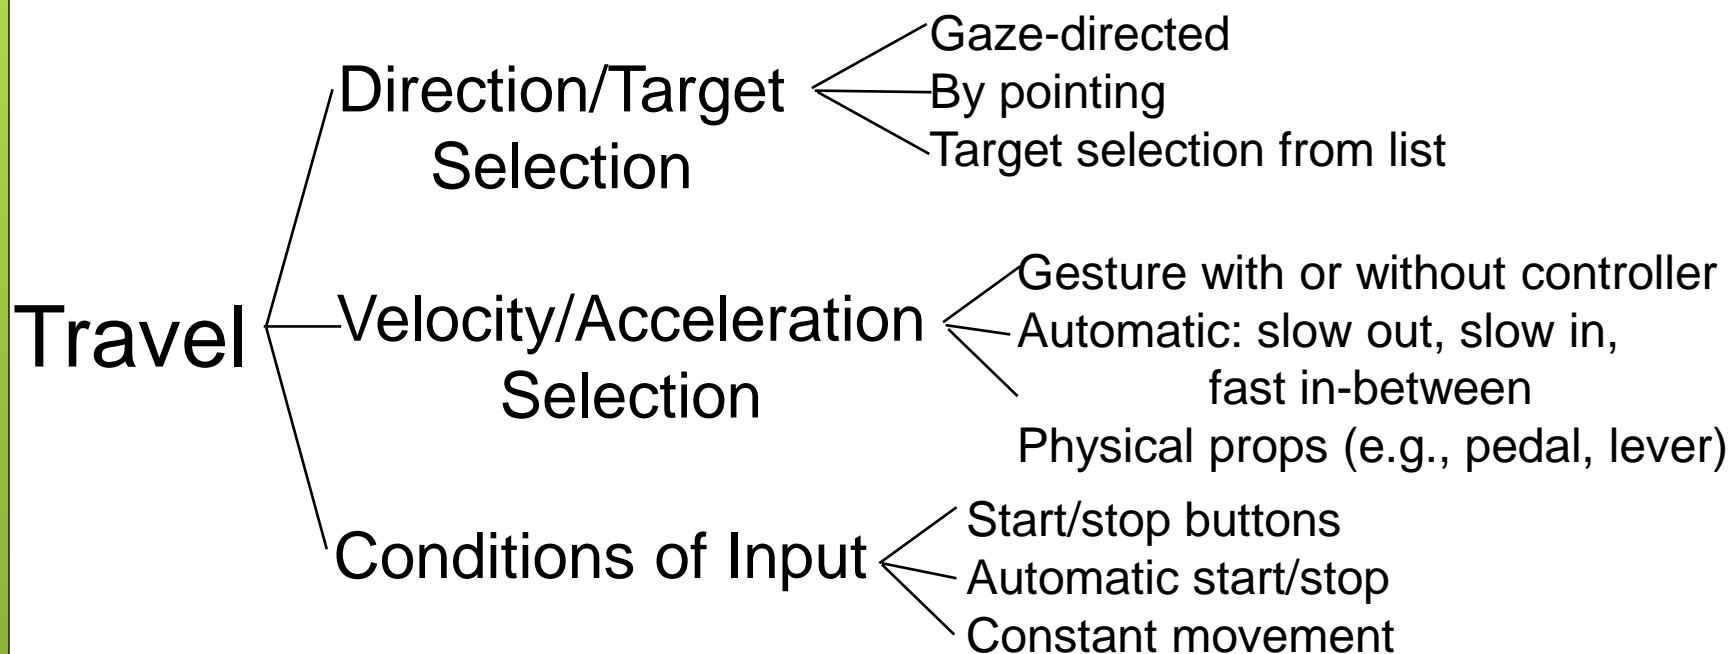 Travel
Direction/Target
Selection
Gaze-directed
By pointing
Target selection from list
Velocity/Acceleration
Selection
Gesture with or without controller
Automatic: slow out, slow in,
fast in-between
Physical props (e.g., pedal, lever)
Conditions of Input
Start/stop buttons
Automatic start/stop
Constant movement